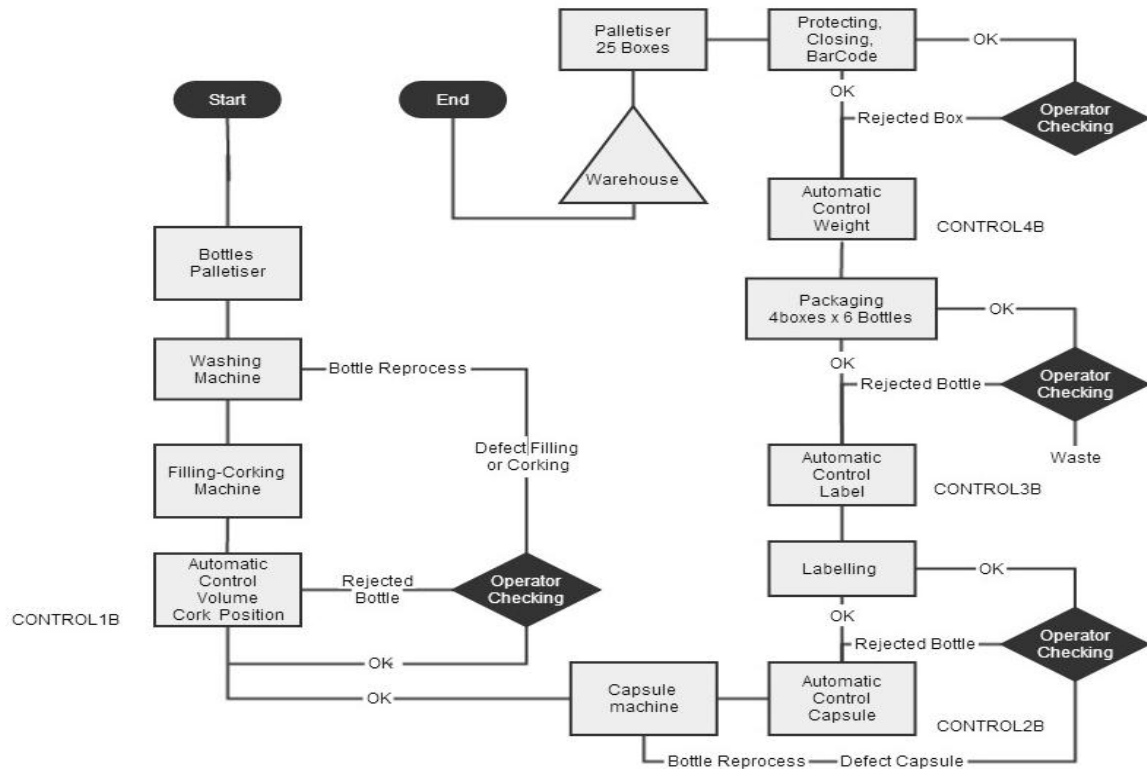 Start
End
Palletiser
25 Boxes
Protecting,
Closing,
BarCode
OK
OK
Operator
Checking
Rejected Box
Warehouse
Automatic
Control
Weight
CONTROL4B
Bottles
Palletiser
Packaging
4boxes x 6 Bottles
OK
OK
Operator
Checking
Rejected Bottle
Waste
Washing
Machine
Bottle Reprocess
Defect Filling
or Corking
Filling-Corking
Machine
Automatic
Control
Label
CONTROL3B
Automatic
Control
Volume
Cork Position
CONTROL1B
Rejected
Bottle
Operator
Checking
OK
OK
Labelling
OK
OK
Operator
Checking
Rejected Bottle
Capsule
machine
Automatic
Control
Capsule
CONTROL2B
Bottle Reprocess
Defect Capsule